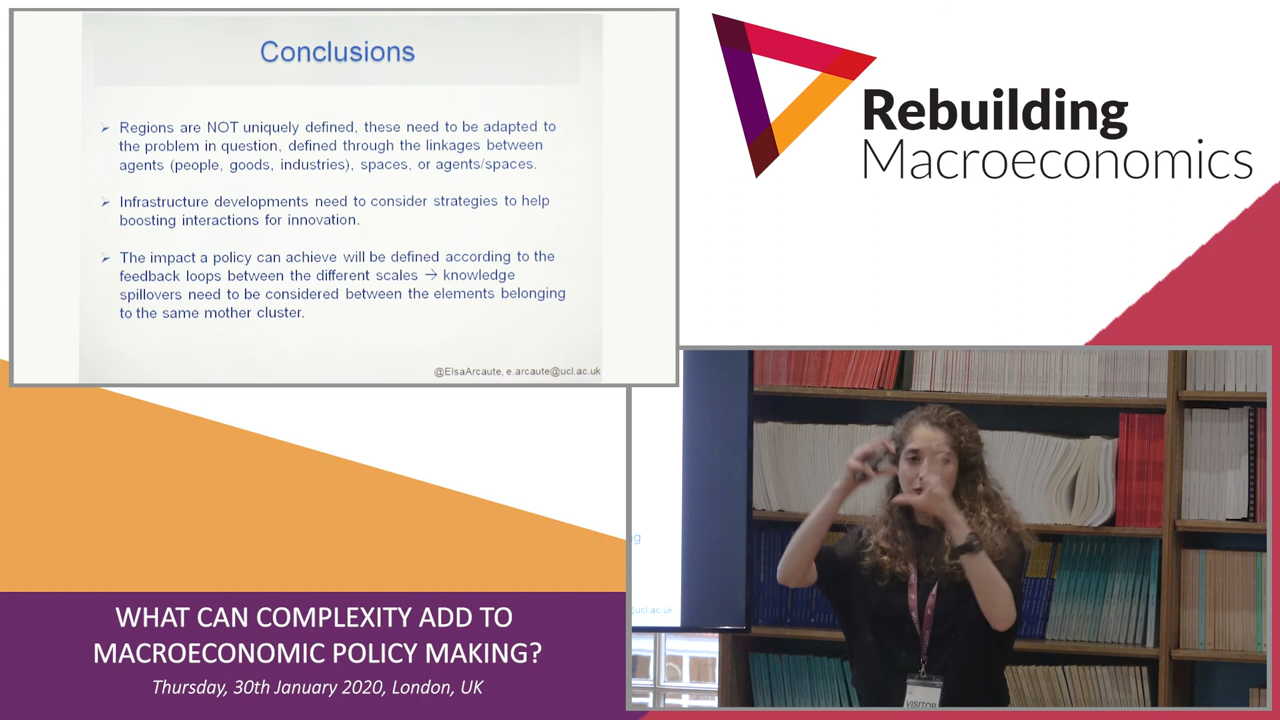 Conclusions
➢ Regions are NOT uniquely defined, these need to be adapted to
the problem in question, defined through the linkages between
agents (people, goods, industries), spaces, or agents/spaces.
➢ Infrastructure developments need to consider strategies to help
boosting interactions for innovation.
➢ The impact a policy can achieve will be defined according to the
feedback loops between the different scales → knowledge
spillovers need to be considered between the elements belonging
to the same mother cluster.
@ElsaArcaute, e.arcaute@ucl.ac.uk
Rebuilding
Macroeconomics
WHAT CAN COMPLEXITY ADD TO
MACROECONOMIC POLICY MAKING?
Thursday, 30th January 2020, London, UK
ng
ucl.ac.uk
VISITOR